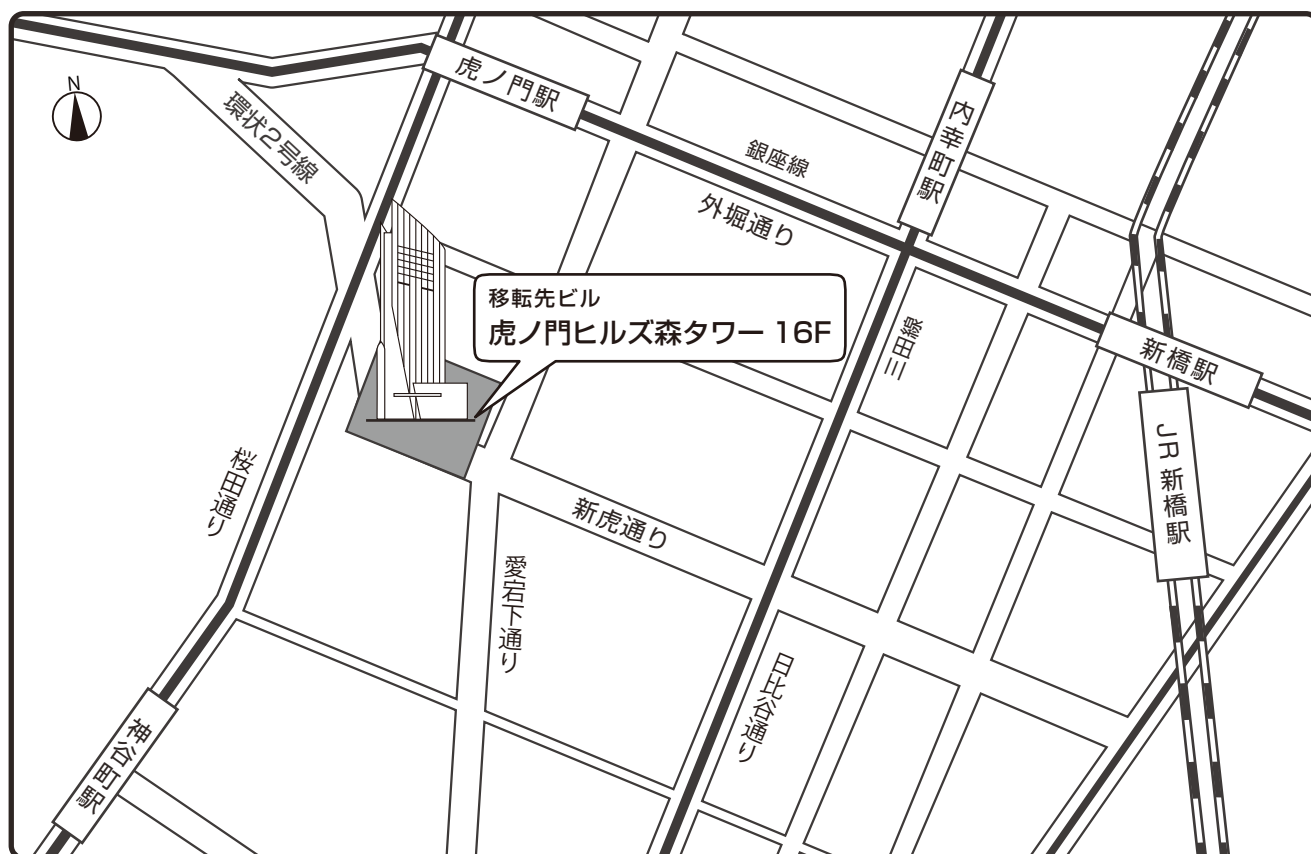 N
環状2号線
虎ノ門駅
内幸町駅
銀座線
外堀通り
移転先ビル
虎ノ門ヒルズ森タワー 16F
三田線
新橋駅
JR 新橋駅
桜田通り
新虎通り
愛宕下通り
日比谷通り
神谷町駅